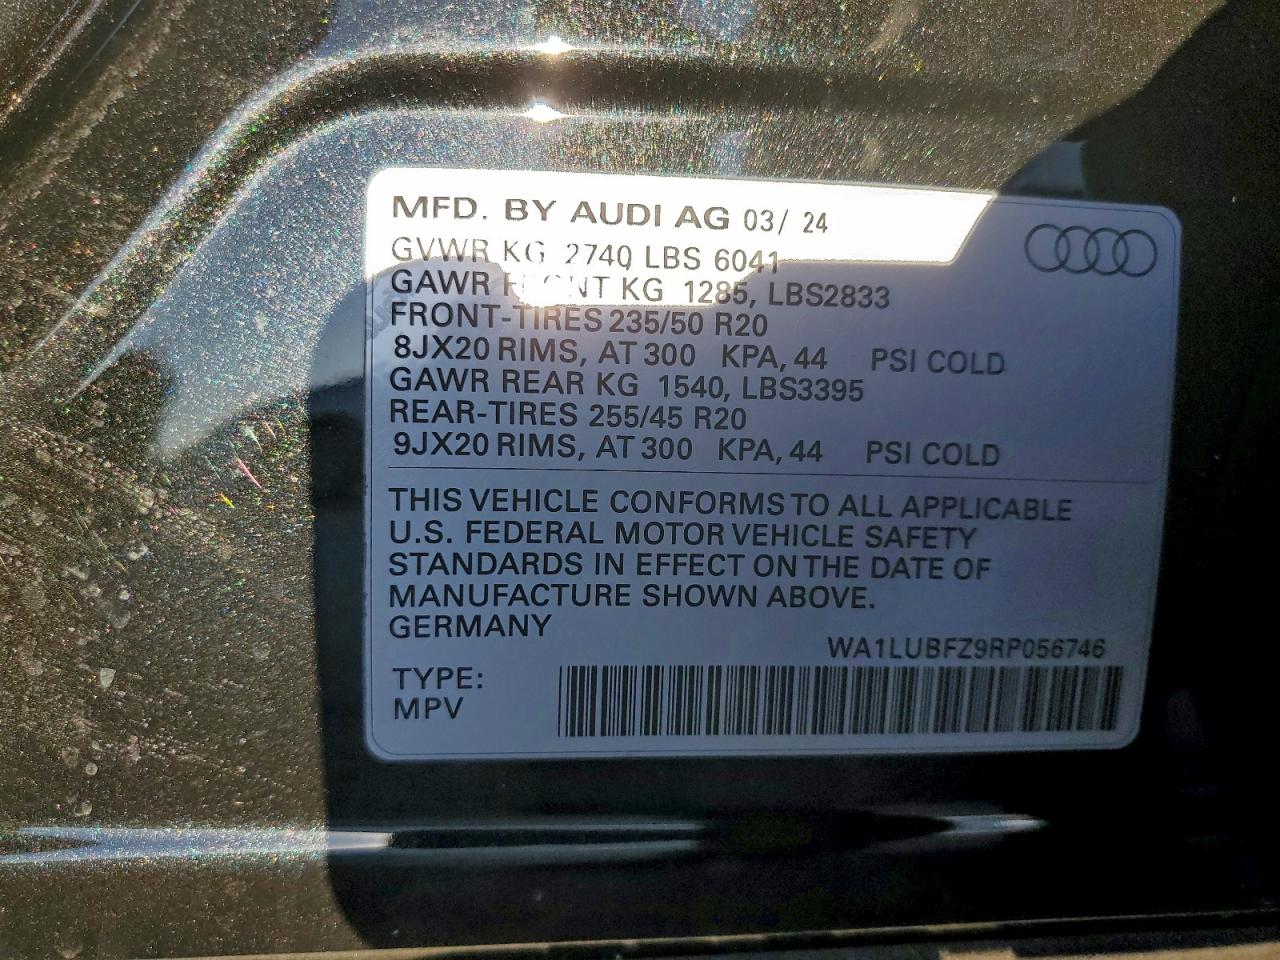 MFD. BY AUDI AG 03/ 24
GVWR KG 2740 LBS 6041
GAWR FRONT KG 1285, LBS2833
FRONT-TIRES 235/50 R20
8JX20 RIMS, AT 300 KPA, 44 PSI COLD
GAWR REAR KG 1540, LBS3395
REAR-TIRES 255/45 R20
9JX20 RIMS, AT 300 KPA, 44 PSI COLD
THIS VEHICLE CONFORMS TO ALL APPLICABLE
U.S. FEDERAL MOTOR VEHICLE SAFETY
STANDARDS IN EFFECT ON THE DATE OF
MANUFACTURE SHOWN ABOVE.
GERMANY
WA1LUBFZ9RP056746
TYPE:
MPV